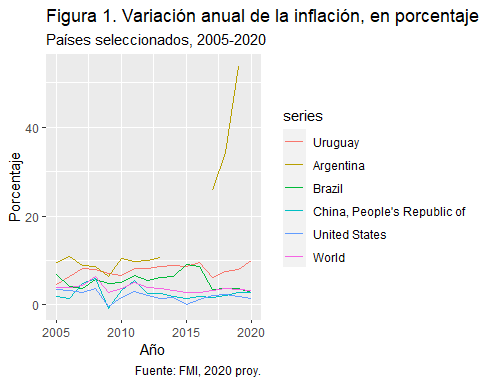 Figura 1. Variación anual de la inflación, en porcentaje
Países seleccionados, 2005-2020
Porcentaje
40
20
0
2005
2010
2015
2020
Año
series
Uruguay
Argentina
Brazil
China, People's Republic of
United States
World
Fuente: FMI, 2020 proy.